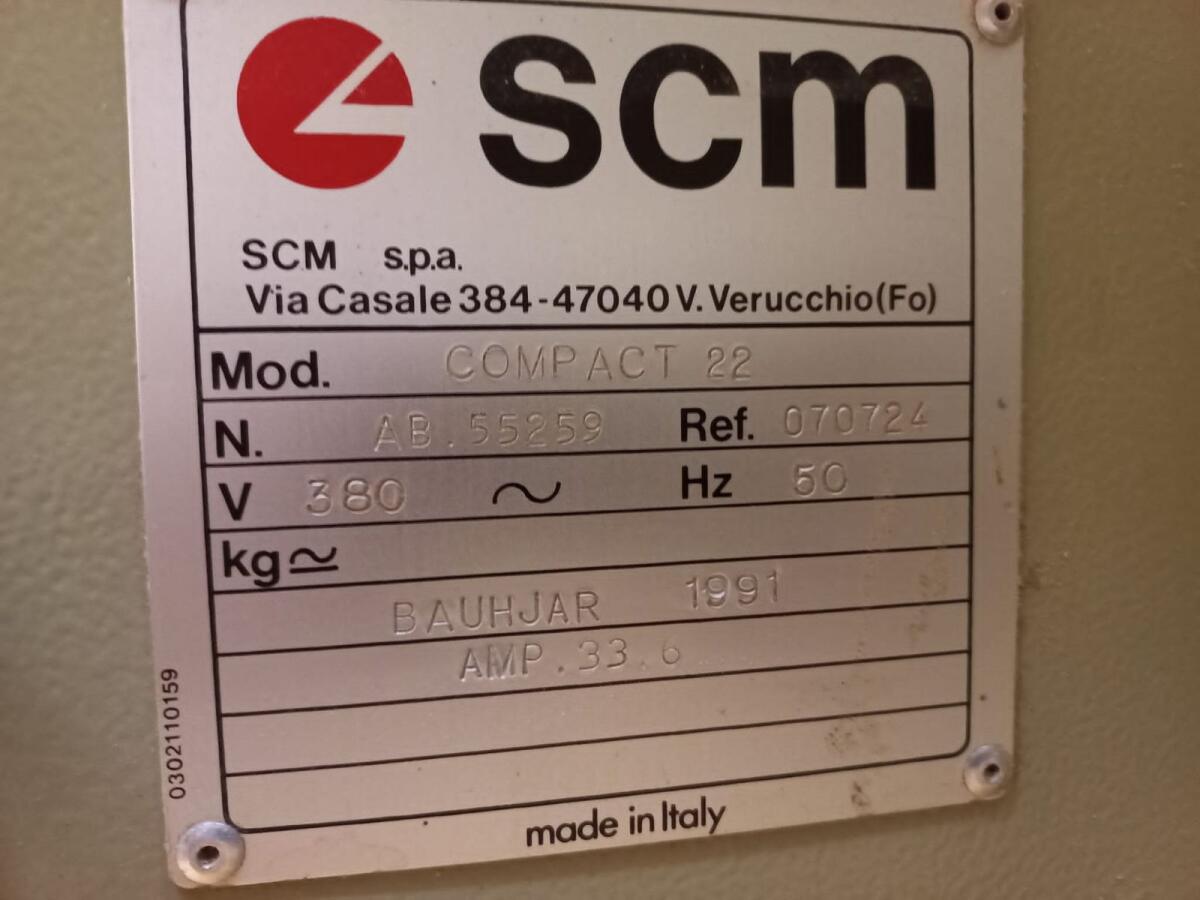 scm
SCM s.p.a.
Via Casale 384-47040 V. Verucchio (Fo)
Mod. COMPACT 22
N. AB.55259 Ref. 070724
V 380 ~ Hz 50
kg ≃
BAUHJAR 1991
AMP.33.6
0302110159
made in Italy